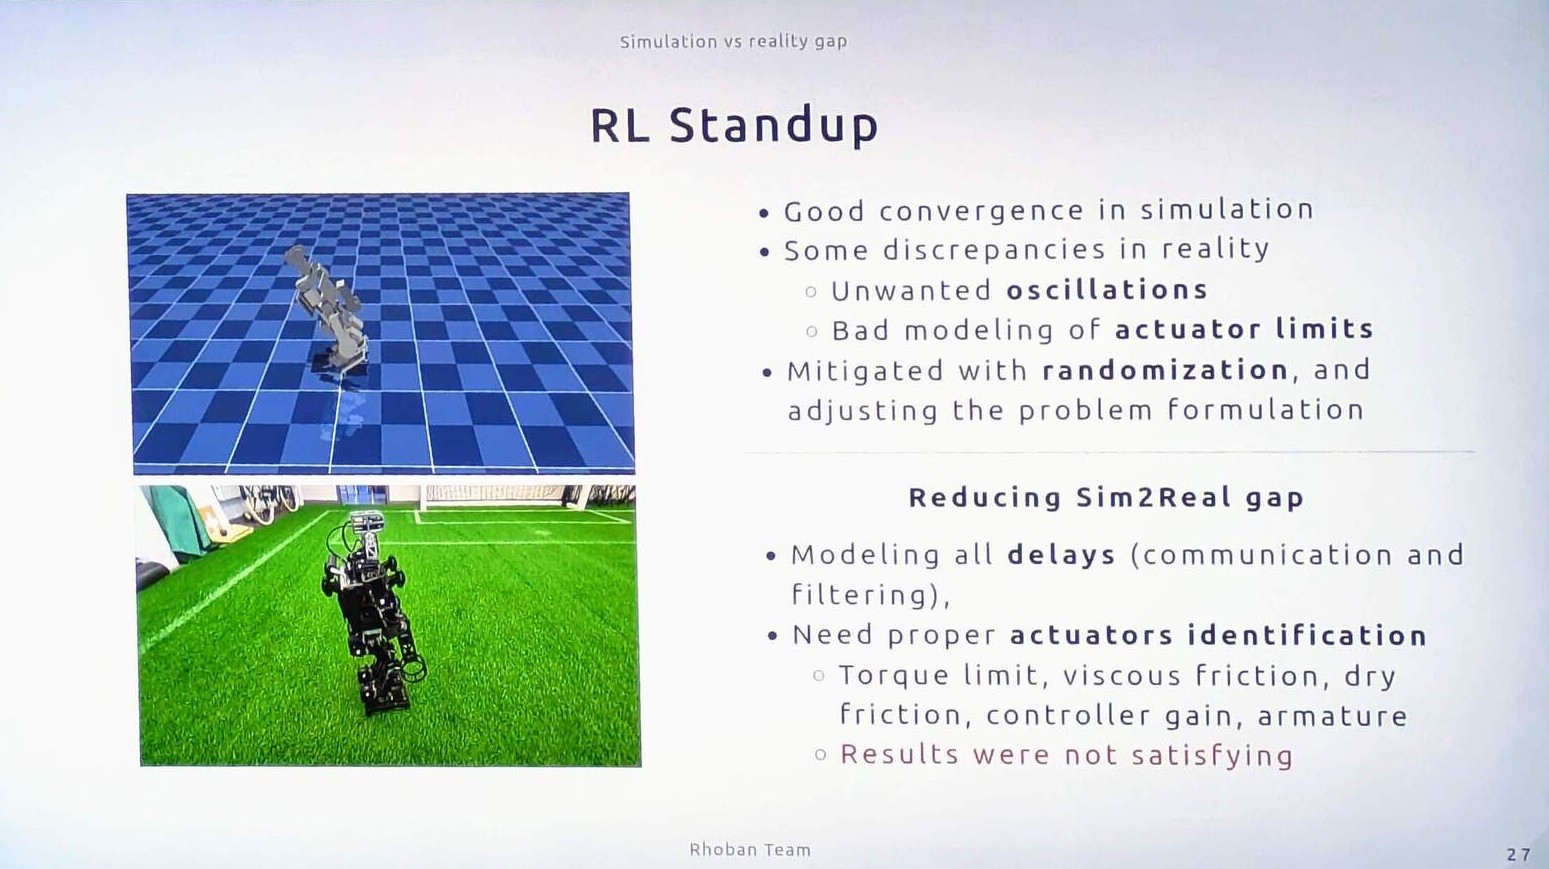 Simulation vs reality gap
RL Standup
• Good convergence in simulation
• Some discrepancies in reality
○ Unwanted oscillations
○ Bad modeling of actuator limits
• Mitigated with randomization, and
adjusting the problem formulation
Reducing Sim2Real gap
• Modeling all delays (communication and
filtering),
• Need proper actuators identification
○ Torque limit, viscous friction, dry
friction, controller gain, armature
○ Results were not satisfying
Rhoban Team
27